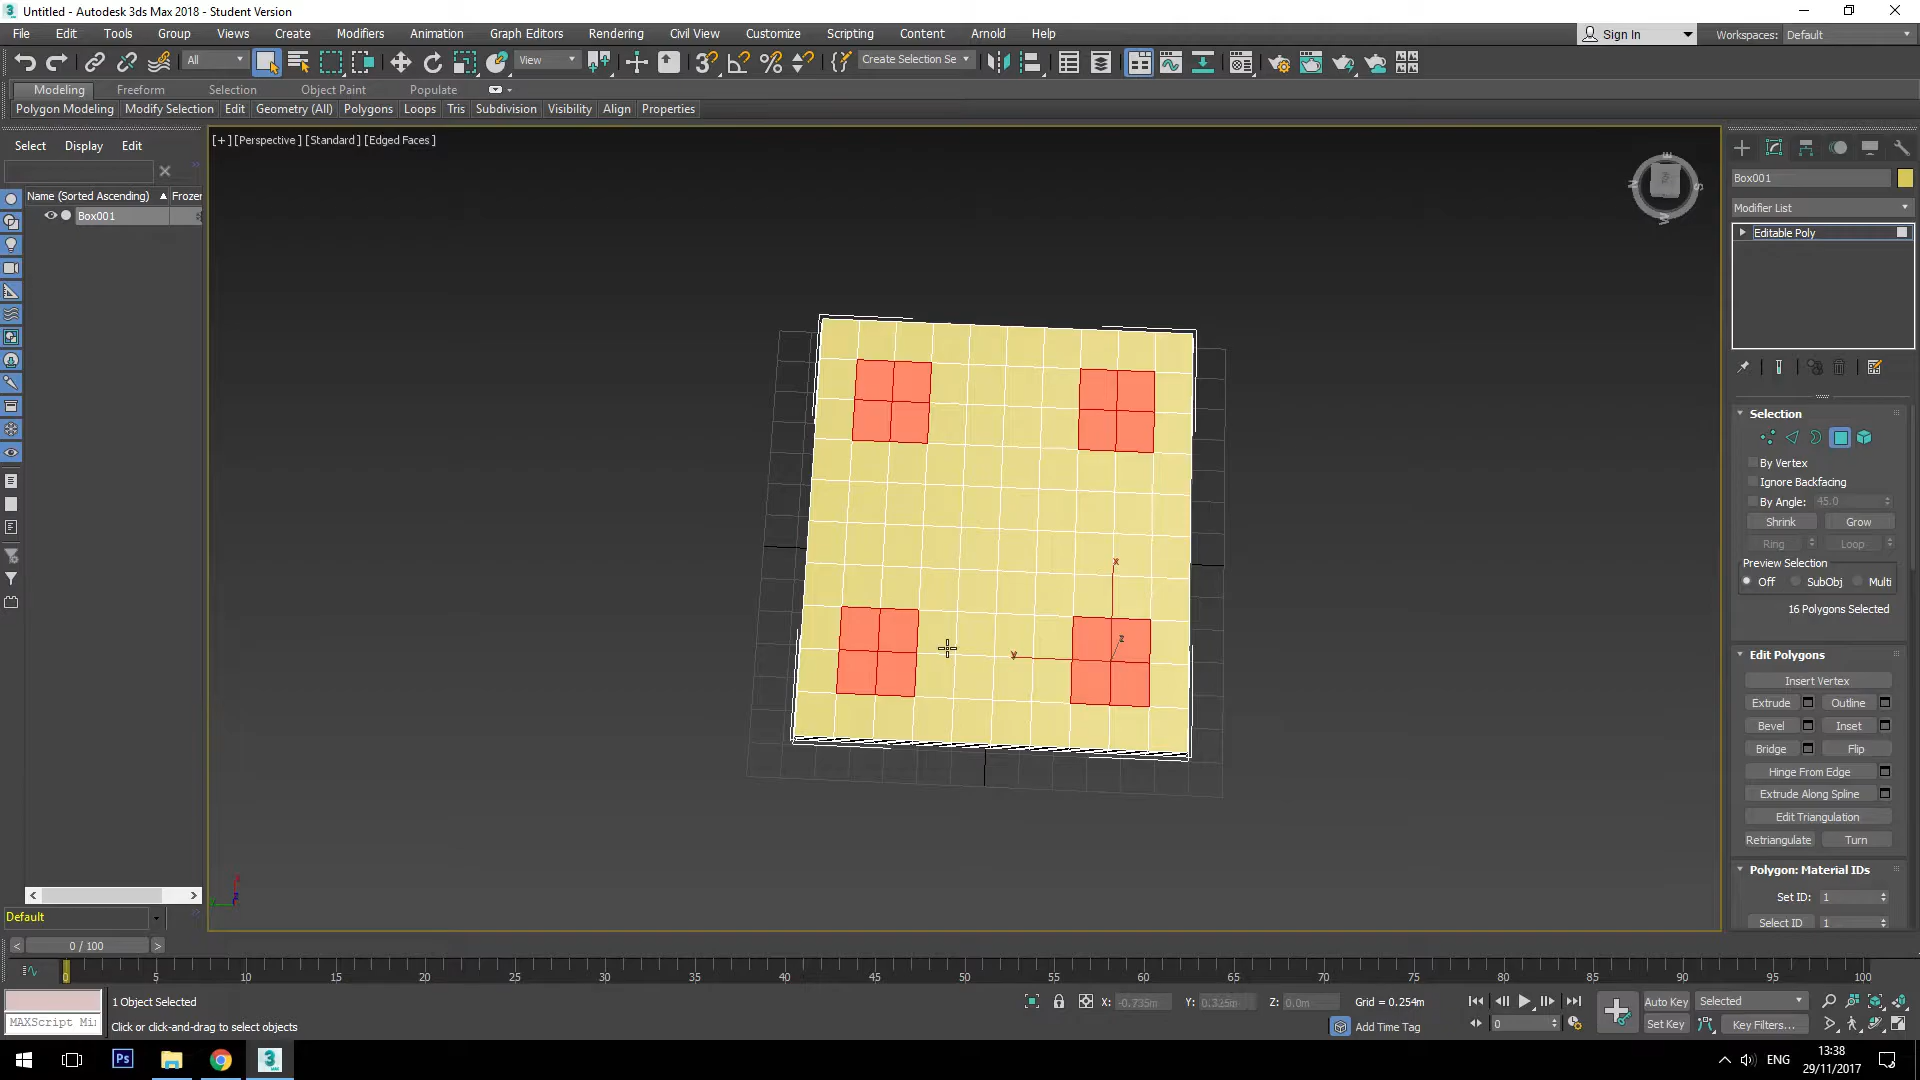 Untitled - Autodesk 3ds Max 2018 - Student Version
File Edit Tools Group Views Create Modifiers Animation Graph Editors Rendering Civil View Customize Scripting Content Arnold Help
Sign In
Workspaces: Default
All
View
Create Selection Se
Modeling Freeform Selection Object Paint Populate
Polygon Modeling Modify Selection Edit Geometry (All) Polygons Loops Tris Subdivision Visibility Align Properties
Select Display Edit
[+] [Perspective ] [Standard ] [Edged Faces ]
Name (Sorted Ascending) ▲ Frozen
Box001
Box001
Modifier List
Editable Poly
Selection
By Vertex
Ignore Backfacing
By Angle: 45.0
Shrink Grow
Ring Loop
Preview Selection
Off SubObj Multi
16 Polygons Selected
Edit Polygons
Insert Vertex
Extrude Outline
Bevel Inset
Bridge Flip
Hinge From Edge
Extrude Along Spline
Edit Triangulation
Retriangulate Turn
Polygon: Material IDs
Set ID: 1
Select ID 1
x
y
z
Default
< 0 / 100 >
0 5 10 15 20 25 30 35 40 45 50 55 60 65 70 75 80 85 90 95 100
1 Object Selected
X: -0.735m Y: 0.325m Z: 0.0m Grid = 0.254m
Auto Key Selected
MAXScript Mi
Click or click-and-drag to select objects
Add Time Tag
0
Set Key Key Filters...
ENG
13:38
29/11/2017